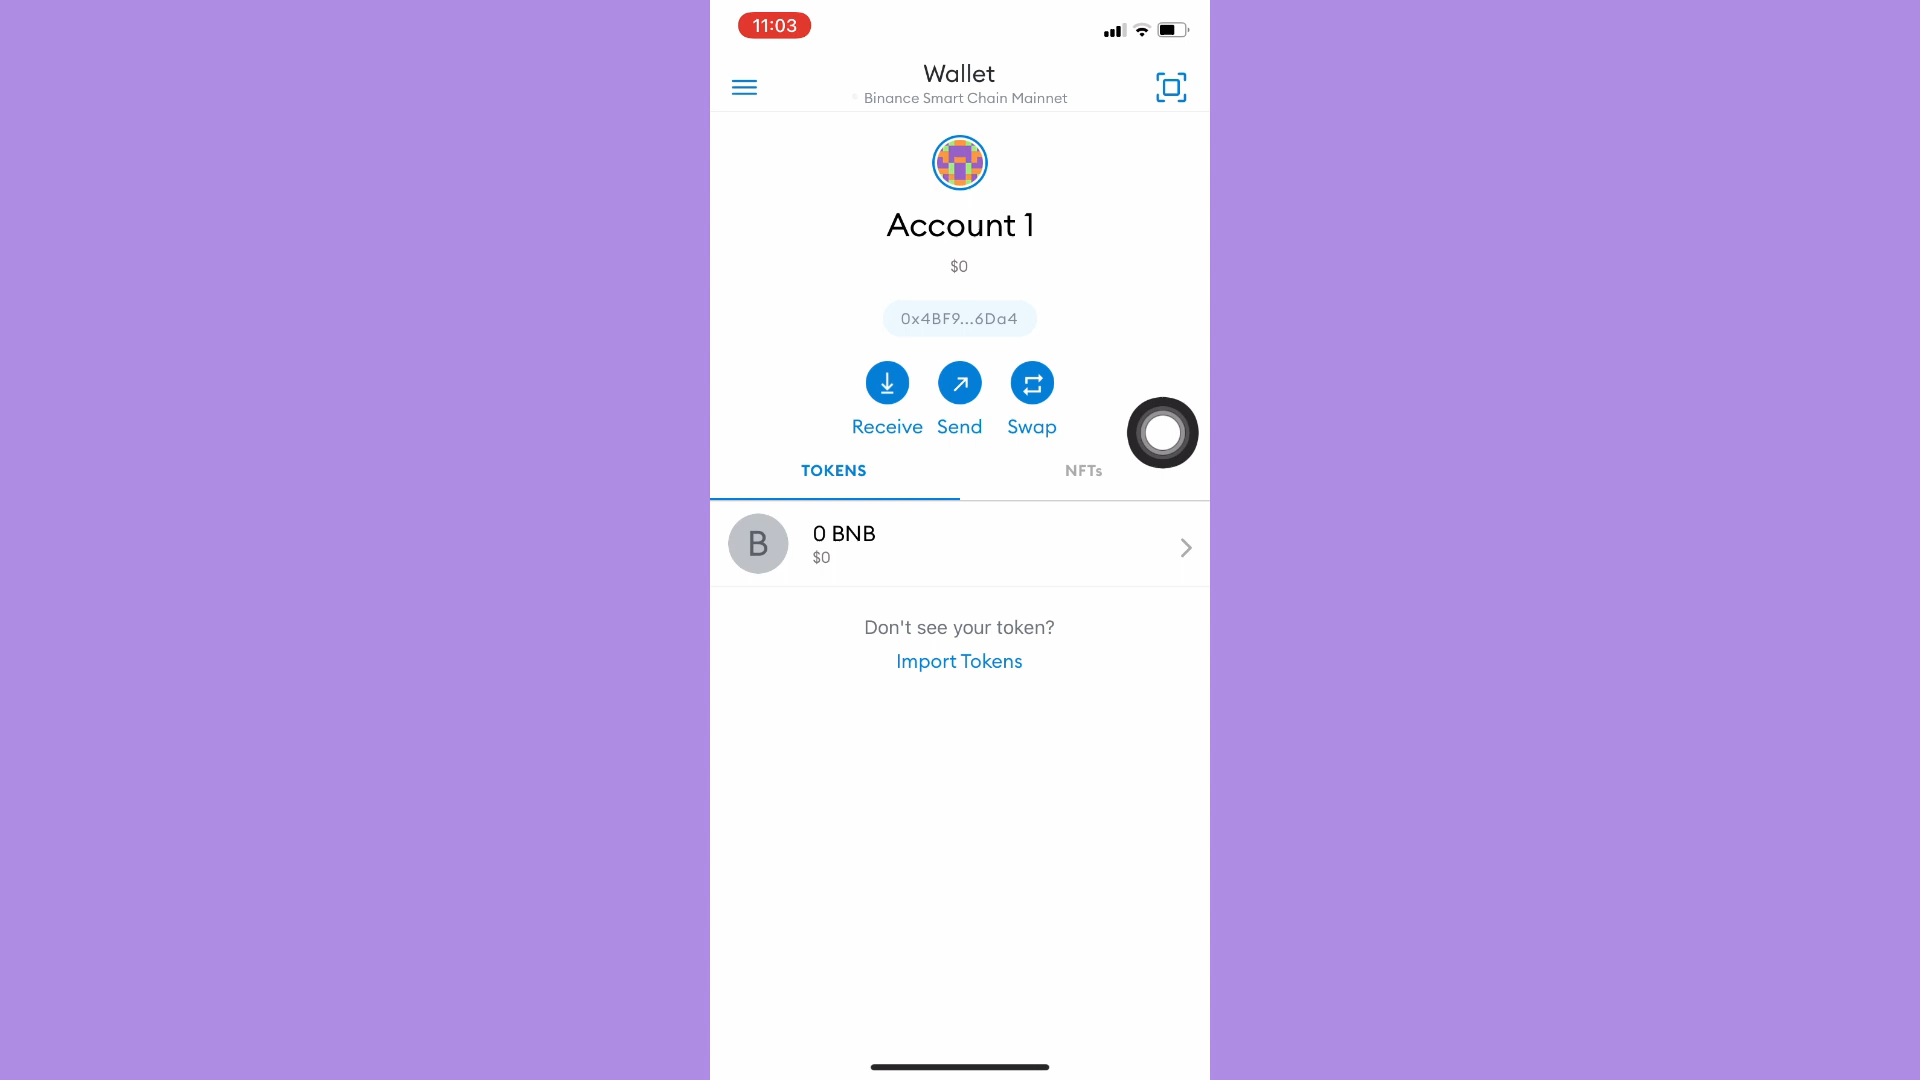 11:03
Wallet
Binance Smart Chain Mainnet
Account 1
$0
0x4BF9...6Da4
Receive Send Swap
TOKENS NFTs
B
0 BNB
$0
Don't see your token?
Import Tokens